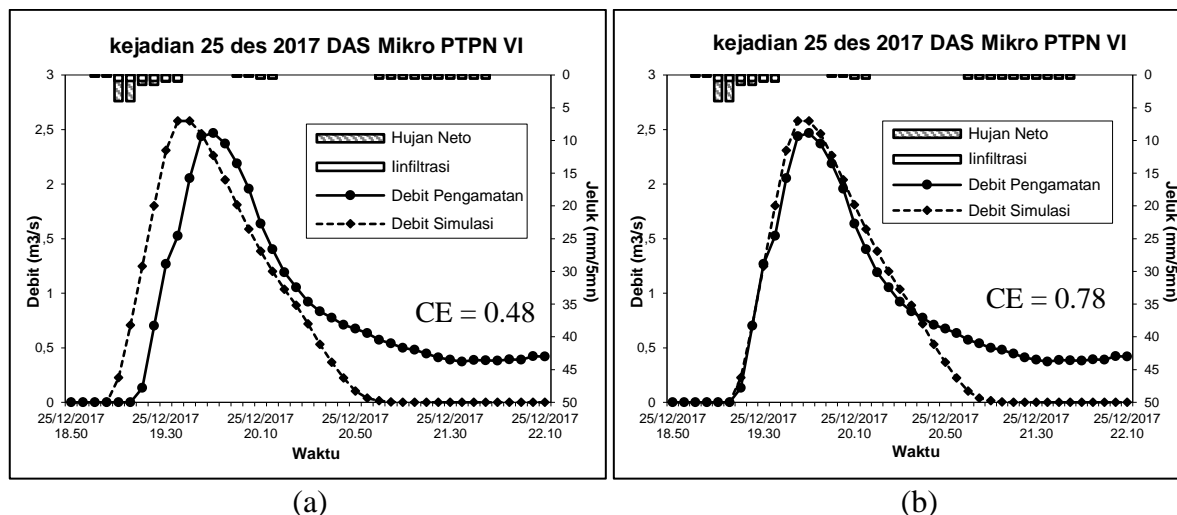 kejadian 25 des 2017 DAS Mikro PTPN VI
3
2,5
2
1,5
1
0,5
0
Debit (m3/s)
0
5
10
15
20
25
30
35
40
45
50
Jeluk (mm/5mn)
Hujan Neto
Iinfiltrasi
Debit Pengamatan
Debit Simulasi
CE = 0.48
25/12/2017 25/12/2017 25/12/2017 25/12/2017 25/12/2017 25/12/2017
18.50 19.30 20.10 20.50 21.30 22.10
Waktu
(a)
kejadian 25 des 2017 DAS Mikro PTPN VI
3
2,5
2
1,5
1
0,5
0
Debit (m3/s)
0
5
10
15
20
25
30
35
40
45
50
Jeluk (mm/5mn)
Hujan Neto
Iinfiltrasi
Debit Pengamatan
Debit Simulasi
CE = 0.78
25/12/2017 25/12/2017 25/12/2017 25/12/2017 25/12/2017 25/12/2017
18.50 19.30 20.10 20.50 21.30 22.10
Waktu
(b)